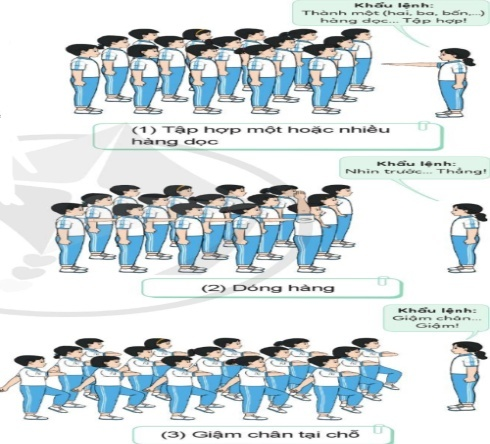 Khẩu lệnh:
Thành một (hai, ba, bốn,..)
hàng dọc... Tập hợp!
(1) Tập hợp một hoặc nhiều
hàng dọc
Khẩu lệnh:
Nhìn trước... Thẳng!
(2) Dóng hàng
Khẩu lệnh:
Giậm chân...
Giậm!
(3) Giậm chân tại chỗ